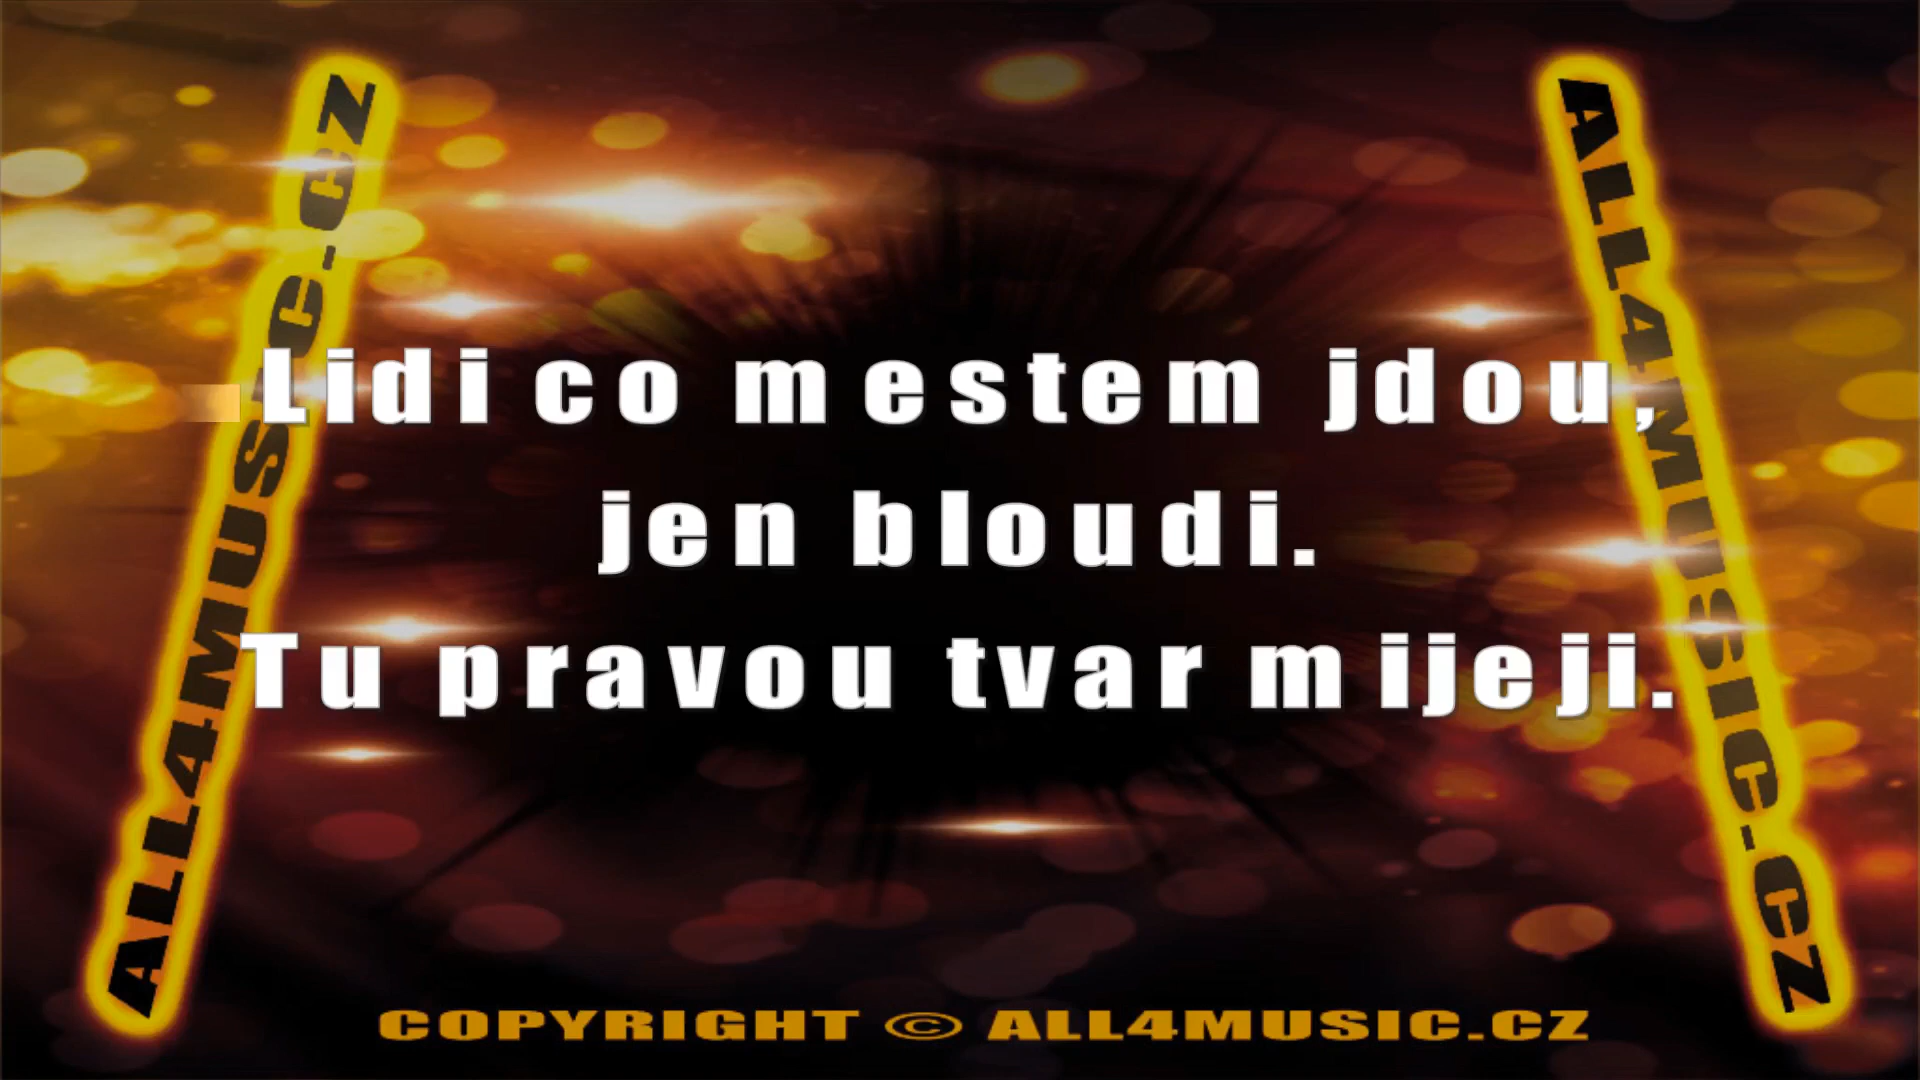 ALL4MUSIC.CZ
ALL4MUSIC.CZ
Lidi co mestem jdou,
jen bloudi.
Tu pravou tvar mijeji.
COPYRIGHT © ALL4MUSIC.CZ